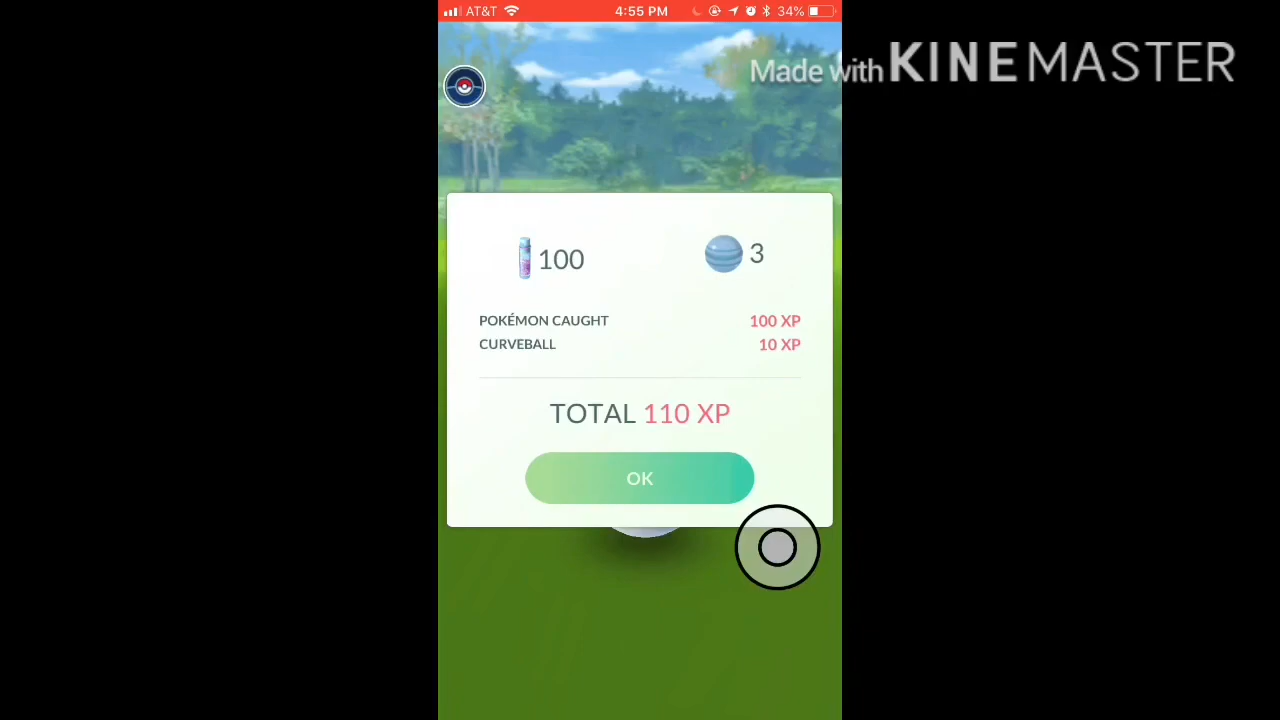 AT&T 4:55 PM 34%
Made with KINEMASTER
100 3
POKÉMON CAUGHT 100 XP
CURVEBALL 10 XP
TOTAL 110 XP
OK